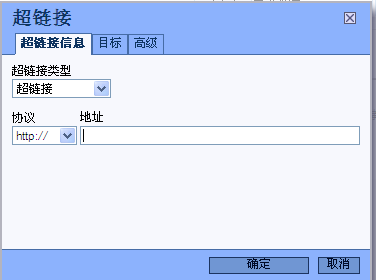 超链接
超链接信息 目标 高级
超链接类型
超链接
协议 地址
http://
确定 取消